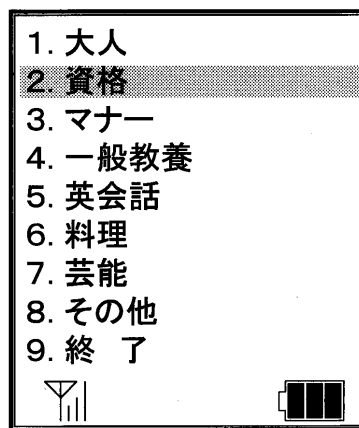 1. 大人
2. 資格
3. マナー
4. 一般教養
5. 英会話
6. 料理
7. 芸能
8. その他
9. 終 了